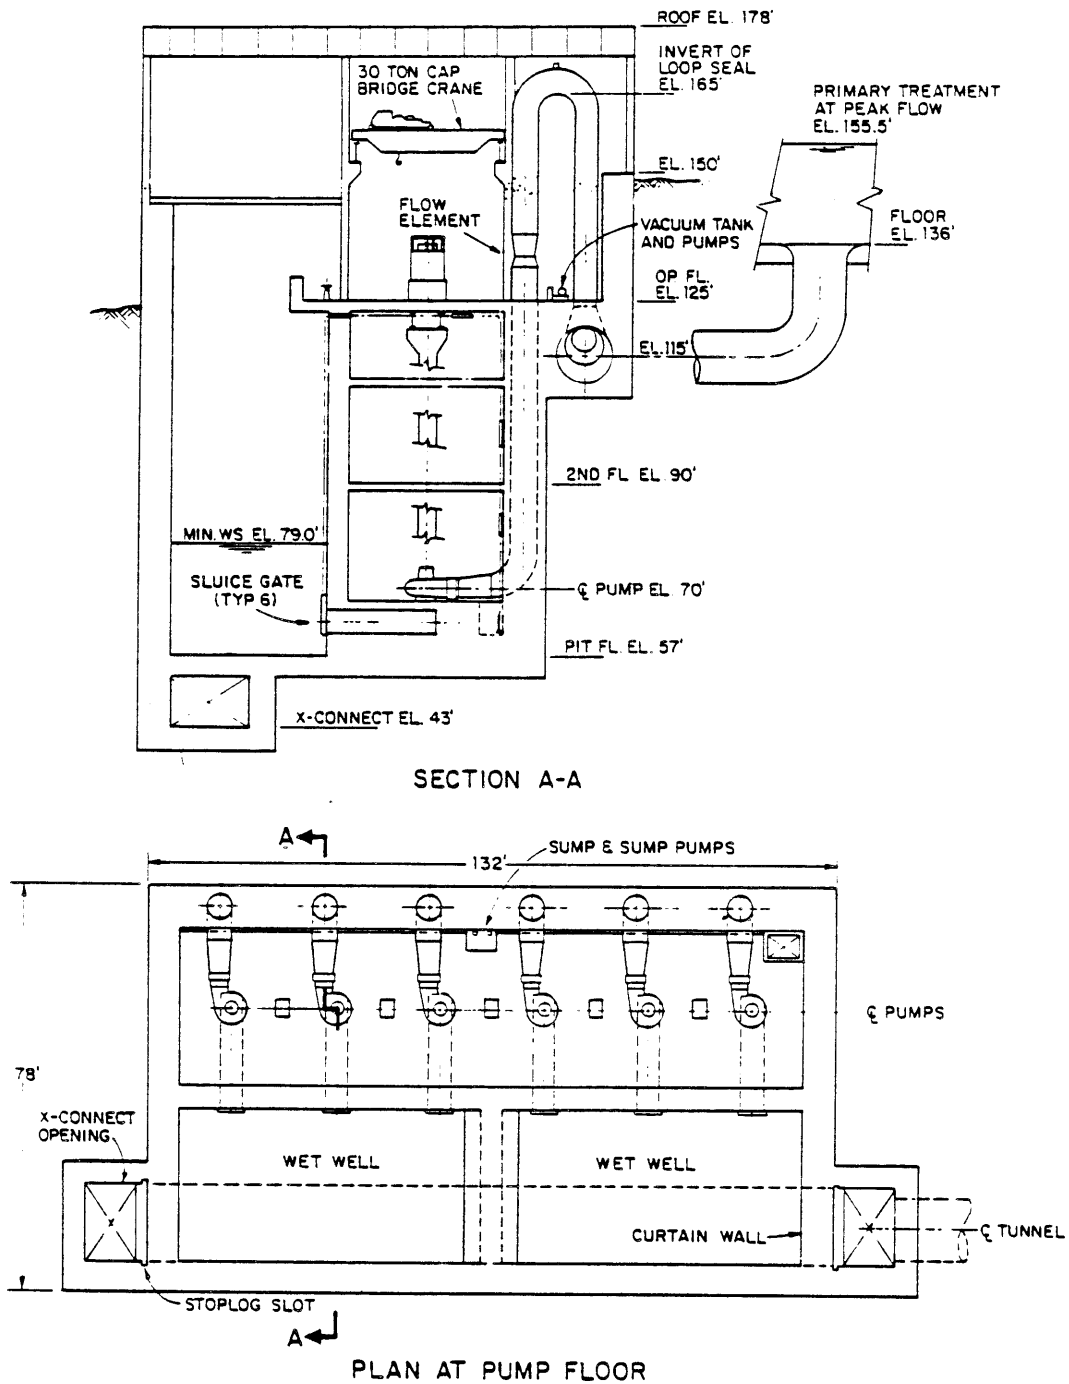 ROOF EL. 178'
INVERT OF
LOOP SEAL
EL. 165'
30 TON CAP
BRIDGE CRANE
PRIMARY TREATMENT
AT PEAK FLOW
EL. 155.5'
EL. 150'
FLOW
ELEMENT
VACUUM TANK
AND PUMPS
FLOOR
EL. 136'
OP FL.
EL. 125'
EL. 115'
2ND FL EL. 90'
MIN. WS EL. 79.0'
SLUICE GATE
(TYP 6)
℄ PUMP EL. 70'
PIT FL. EL. 57'
X-CONNECT EL. 43'
SECTION A-A
A
SUMP & SUMP PUMPS
132'
℄ PUMPS
78'
X-CONNECT
OPENING
WET WELL
WET WELL
CURTAIN WALL
℄ TUNNEL
STOPLOG SLOT
A
PLAN AT PUMP FLOOR